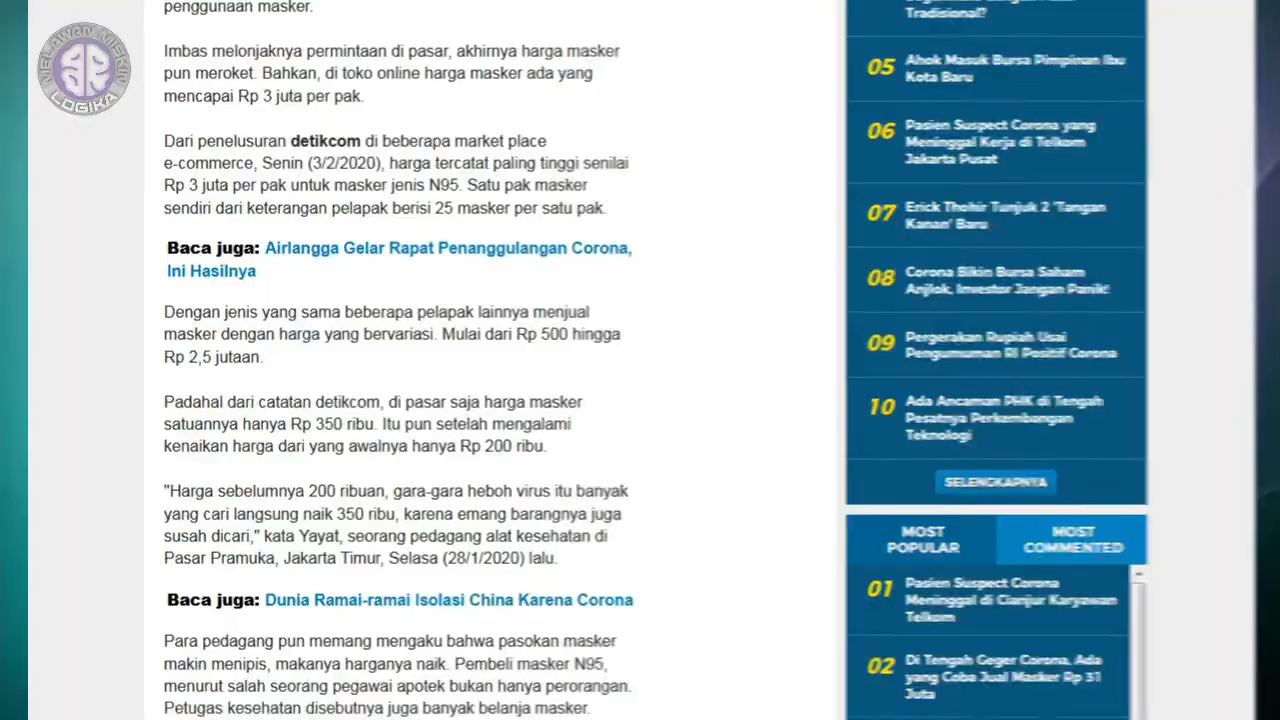 penggunaan masker.
MELAWAN MISKIN
LOGIKA
Imbas melonjaknya permintaan di pasar, akhirnya harga masker
pun meroket. Bahkan, di toko online harga masker ada yang
mencapai Rp 3 juta per pak.
Dari penelusuran detikcom di beberapa market place
e-commerce, Senin (3/2/2020), harga tercatat paling tinggi senilai
Rp 3 juta per pak untuk masker jenis N95. Satu pak masker
sendiri dari keterangan pelapak berisi 25 masker per satu pak.
Baca juga: Airlangga Gelar Rapat Penanggulangan Corona,
Ini Hasilnya
Dengan jenis yang sama beberapa pelapak lainnya menjual
masker dengan harga yang bervariasi. Mulai dari Rp 500 hingga
Rp 2,5 jutaan.
Padahal dari catatan detikcom, di pasar saja harga masker
satuannya hanya Rp 350 ribu. Itu pun setelah mengalami
kenaikan harga dari yang awalnya hanya Rp 200 ribu.
"Harga sebelumnya 200 ribuan, gara-gara heboh virus itu banyak
yang cari langsung naik 350 ribu, karena emang barangnya juga
susah dicari," kata Yayat, seorang pedagang alat kesehatan di
Pasar Pramuka, Jakarta Timur, Selasa (28/1/2020) lalu.
Baca juga: Dunia Ramai-ramai Isolasi China Karena Corona
Para pedagang pun memang mengaku bahwa pasokan masker
makin menipis, makanya harganya naik. Pembeli masker N95,
menurut salah seorang pegawai apotek bukan hanya perorangan.
Petugas kesehatan disebutnya juga banyak belanja masker.
Tradisional?
05 Ahok Masuk Bursa Pimpinan Ibu
Kota Baru
06 Pasien Suspect Corona yang
Meninggal Kerja di Telkom
Jakarta Pusat
07 Erick Thohir Tunjuk 2 'Tangan
Kanan' Baru
08 Corona Bikin Bursa Saham
Anjlok, Investor Jangan Panik!
09 Pergerakan Rupiah Usai
Pengumuman RI Positif Corona
10 Ada Ancaman PHK di Tengah
Pesatnya Perkembangan
Teknologi
SELENGKAPNYA
MOST
POPULAR
MOST
COMMENTED
01 Pasien Suspect Corona
Meninggal di Cianjur Karyawan
Telkom
02 Di Tengah Geger Corona, Ada
yang Coba Jual Masker Rp 31
Juta